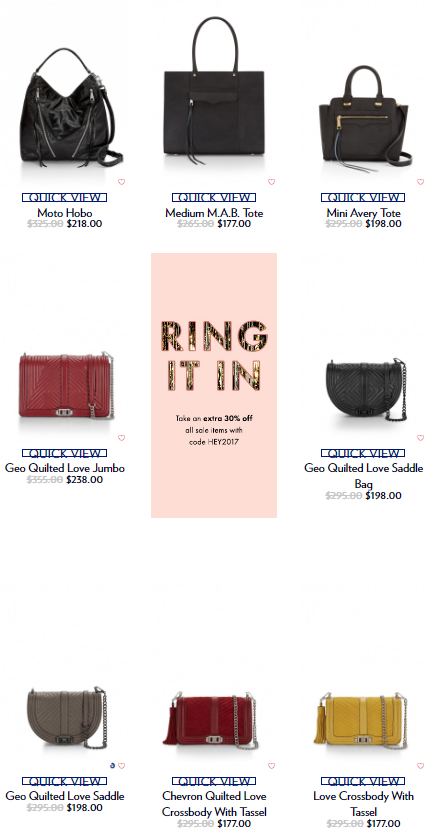 QUICK VIEW
Moto Hobo
$325.00 $218.00
QUICK VIEW
Medium M.A.B. Tote
$265.00 $177.00
QUICK VIEW
Mini Avery Tote
$295.00 $198.00
QUICK VIEW
Geo Quilted Love Jumbo
$355.00 $238.00
RING
IT IN
Take an extra 30% off
all sale items with
code HEY2017
QUICK VIEW
Geo Quilted Love Saddle
Bag
$295.00 $198.00
QUICK VIEW
Geo Quilted Love Saddle
$295.00 $198.00
QUICK VIEW
Chevron Quilted Love
Crossbody With Tassel
$295.00 $177.00
QUICK VIEW
Love Crossbody With
Tassel
$295.00 $177.00